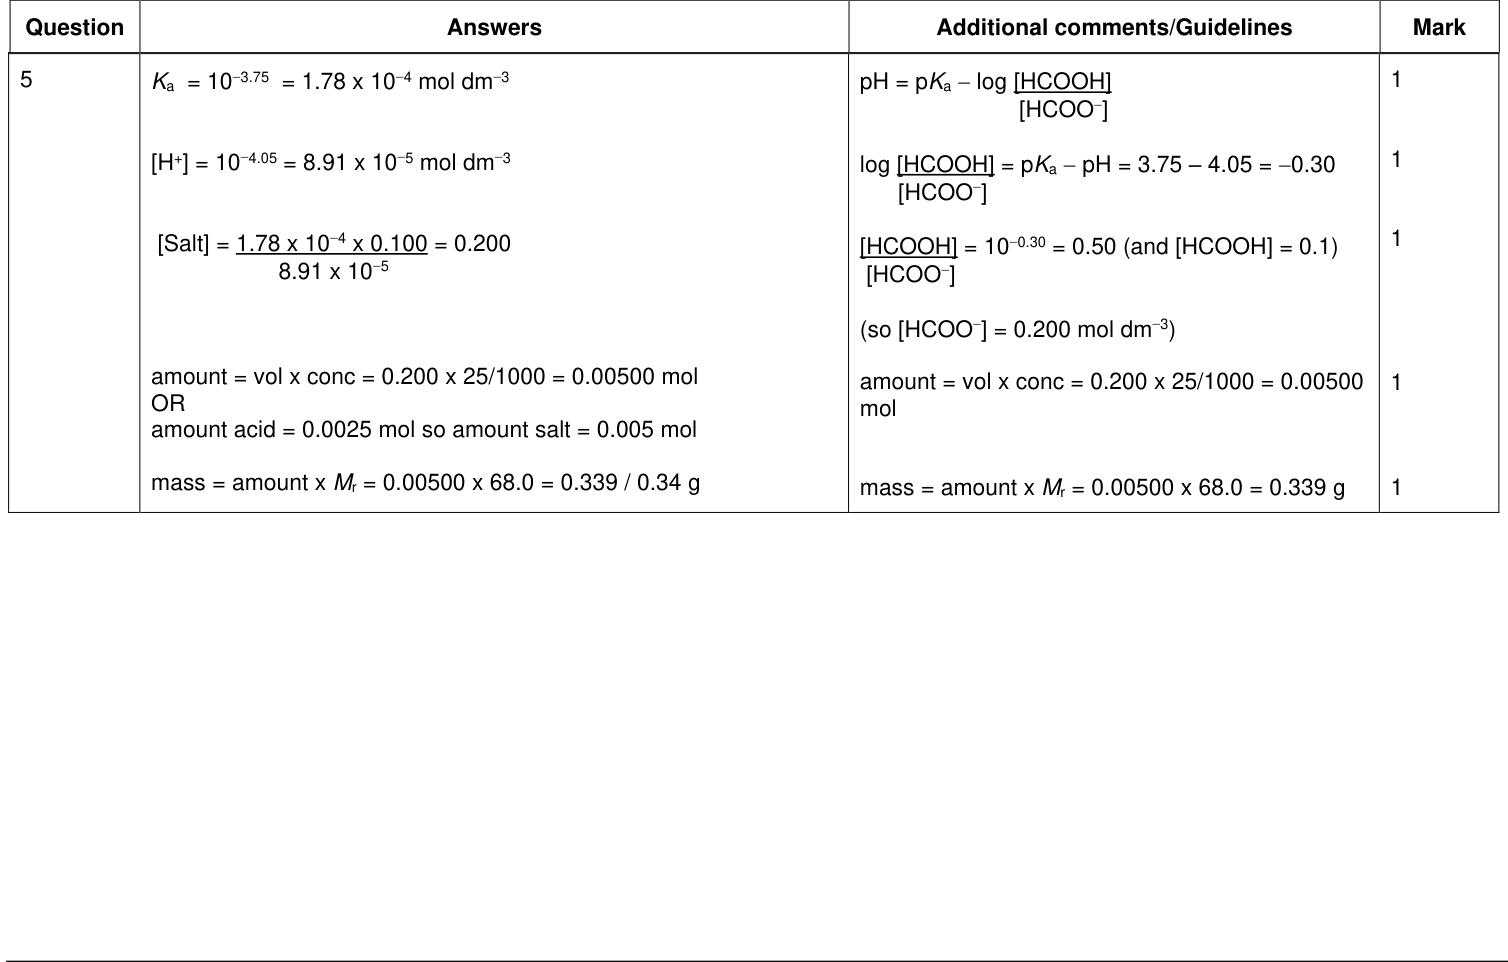 Question Answers Additional comments/Guidelines Mark
5
Kₐ = 10⁻³·⁷⁵ = 1.78 x 10⁻⁴ mol dm⁻³
[H⁺] = 10⁻⁴·⁰⁵ = 8.91 x 10⁻⁵ mol dm⁻³
[Salt] = 1.78 x 10⁻⁴ x 0.100 = 0.200
8.91 x 10⁻⁵
amount = vol x conc = 0.200 x 25/1000 = 0.00500 mol
OR
amount acid = 0.0025 mol so amount salt = 0.005 mol
mass = amount x Mᵣ = 0.00500 x 68.0 = 0.339 / 0.34 g
pH = pKₐ – log [HCOOH]
[HCOO⁻]
log [HCOOH] = pKₐ – pH = 3.75 – 4.05 = –0.30
[HCOO⁻]
[HCOOH] = 10⁻⁰·³⁰ = 0.50 (and [HCOOH] = 0.1)
[HCOO⁻]
(so [HCOO⁻] = 0.200 mol dm⁻³)
amount = vol x conc = 0.200 x 25/1000 = 0.00500
mol
mass = amount x Mᵣ = 0.00500 x 68.0 = 0.339 g
1
1
1
1
1